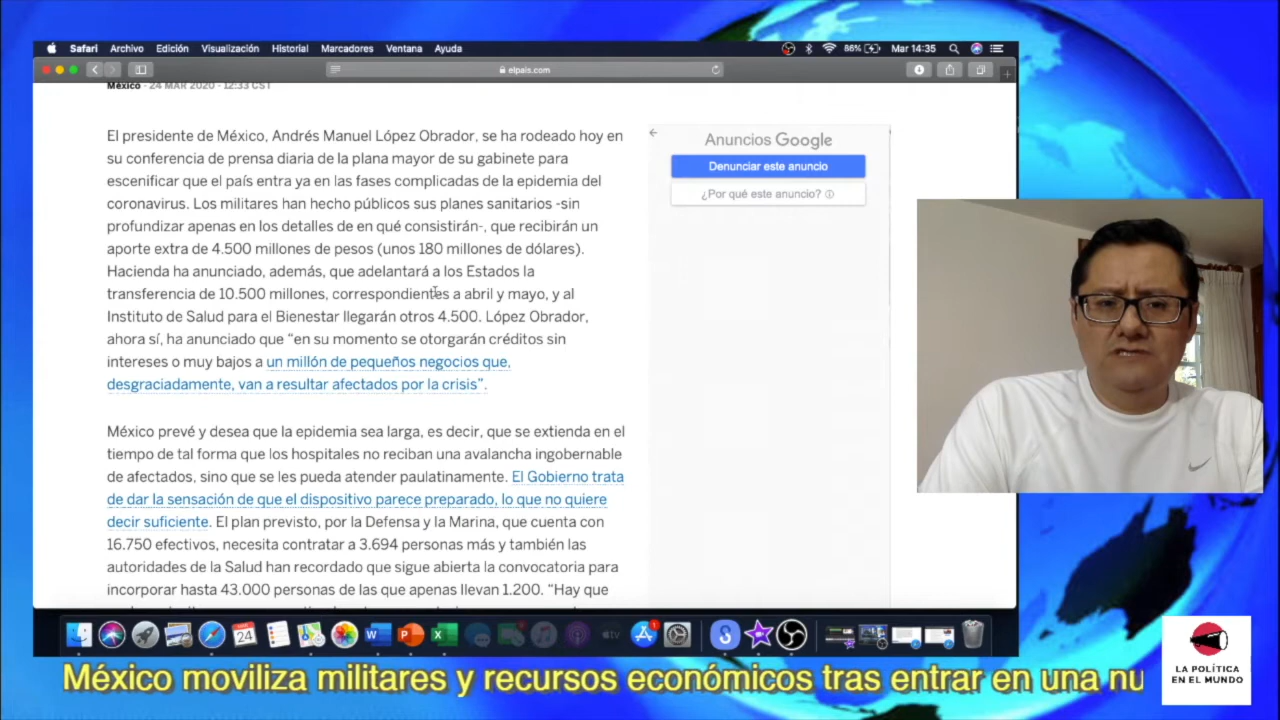 Safari Archivo Edición Visualización Historial Marcadores Ventana Ayuda 86% Mar 14:35
elpais.com
México - 24 MAR 2020 - 12:33 CST
El presidente de México, Andrés Manuel López Obrador, se ha rodeado hoy en
su conferencia de prensa diaria de la plana mayor de su gabinete para
escenificar que el país entra ya en las fases complicadas de la epidemia del
coronavirus. Los militares han hecho públicos sus planes sanitarios -sin
profundizar apenas en los detalles de en qué consistirán-, que recibirán un
aporte extra de 4.500 millones de pesos (unos 180 millones de dólares).
Hacienda ha anunciado, además, que adelantará a los Estados la
transferencia de 10.500 millones, correspondientes a abril y mayo, y al
Instituto de Salud para el Bienestar llegarán otros 4.500. López Obrador,
ahora sí, ha anunciado que “en su momento se otorgarán créditos sin
intereses o muy bajos a un millón de pequeños negocios que,
desgraciadamente, van a resultar afectados por la crisis”.
México prevé y desea que la epidemia sea larga, es decir, que se extienda en el
tiempo de tal forma que los hospitales no reciban una avalancha ingobernable
de afectados, sino que se les pueda atender paulatinamente. El Gobierno trata
de dar la sensación de que el dispositivo parece preparado, lo que no quiere
decir suficiente. El plan previsto, por la Defensa y la Marina, que cuenta con
16.750 efectivos, necesita contratar a 3.694 personas más y también las
autoridades de la Salud han recordado que sigue abierta la convocatoria para
incorporar hasta 43.000 personas de las que apenas llevan 1.200. “Hay que
Anuncios Google
Denunciar este anuncio
¿Por qué este anuncio?
MAR
24
W
P
X
tv
1
S
México moviliza militares y recursos económicos tras entrar en una nu
LA POLÍTICA
EN EL MUNDO